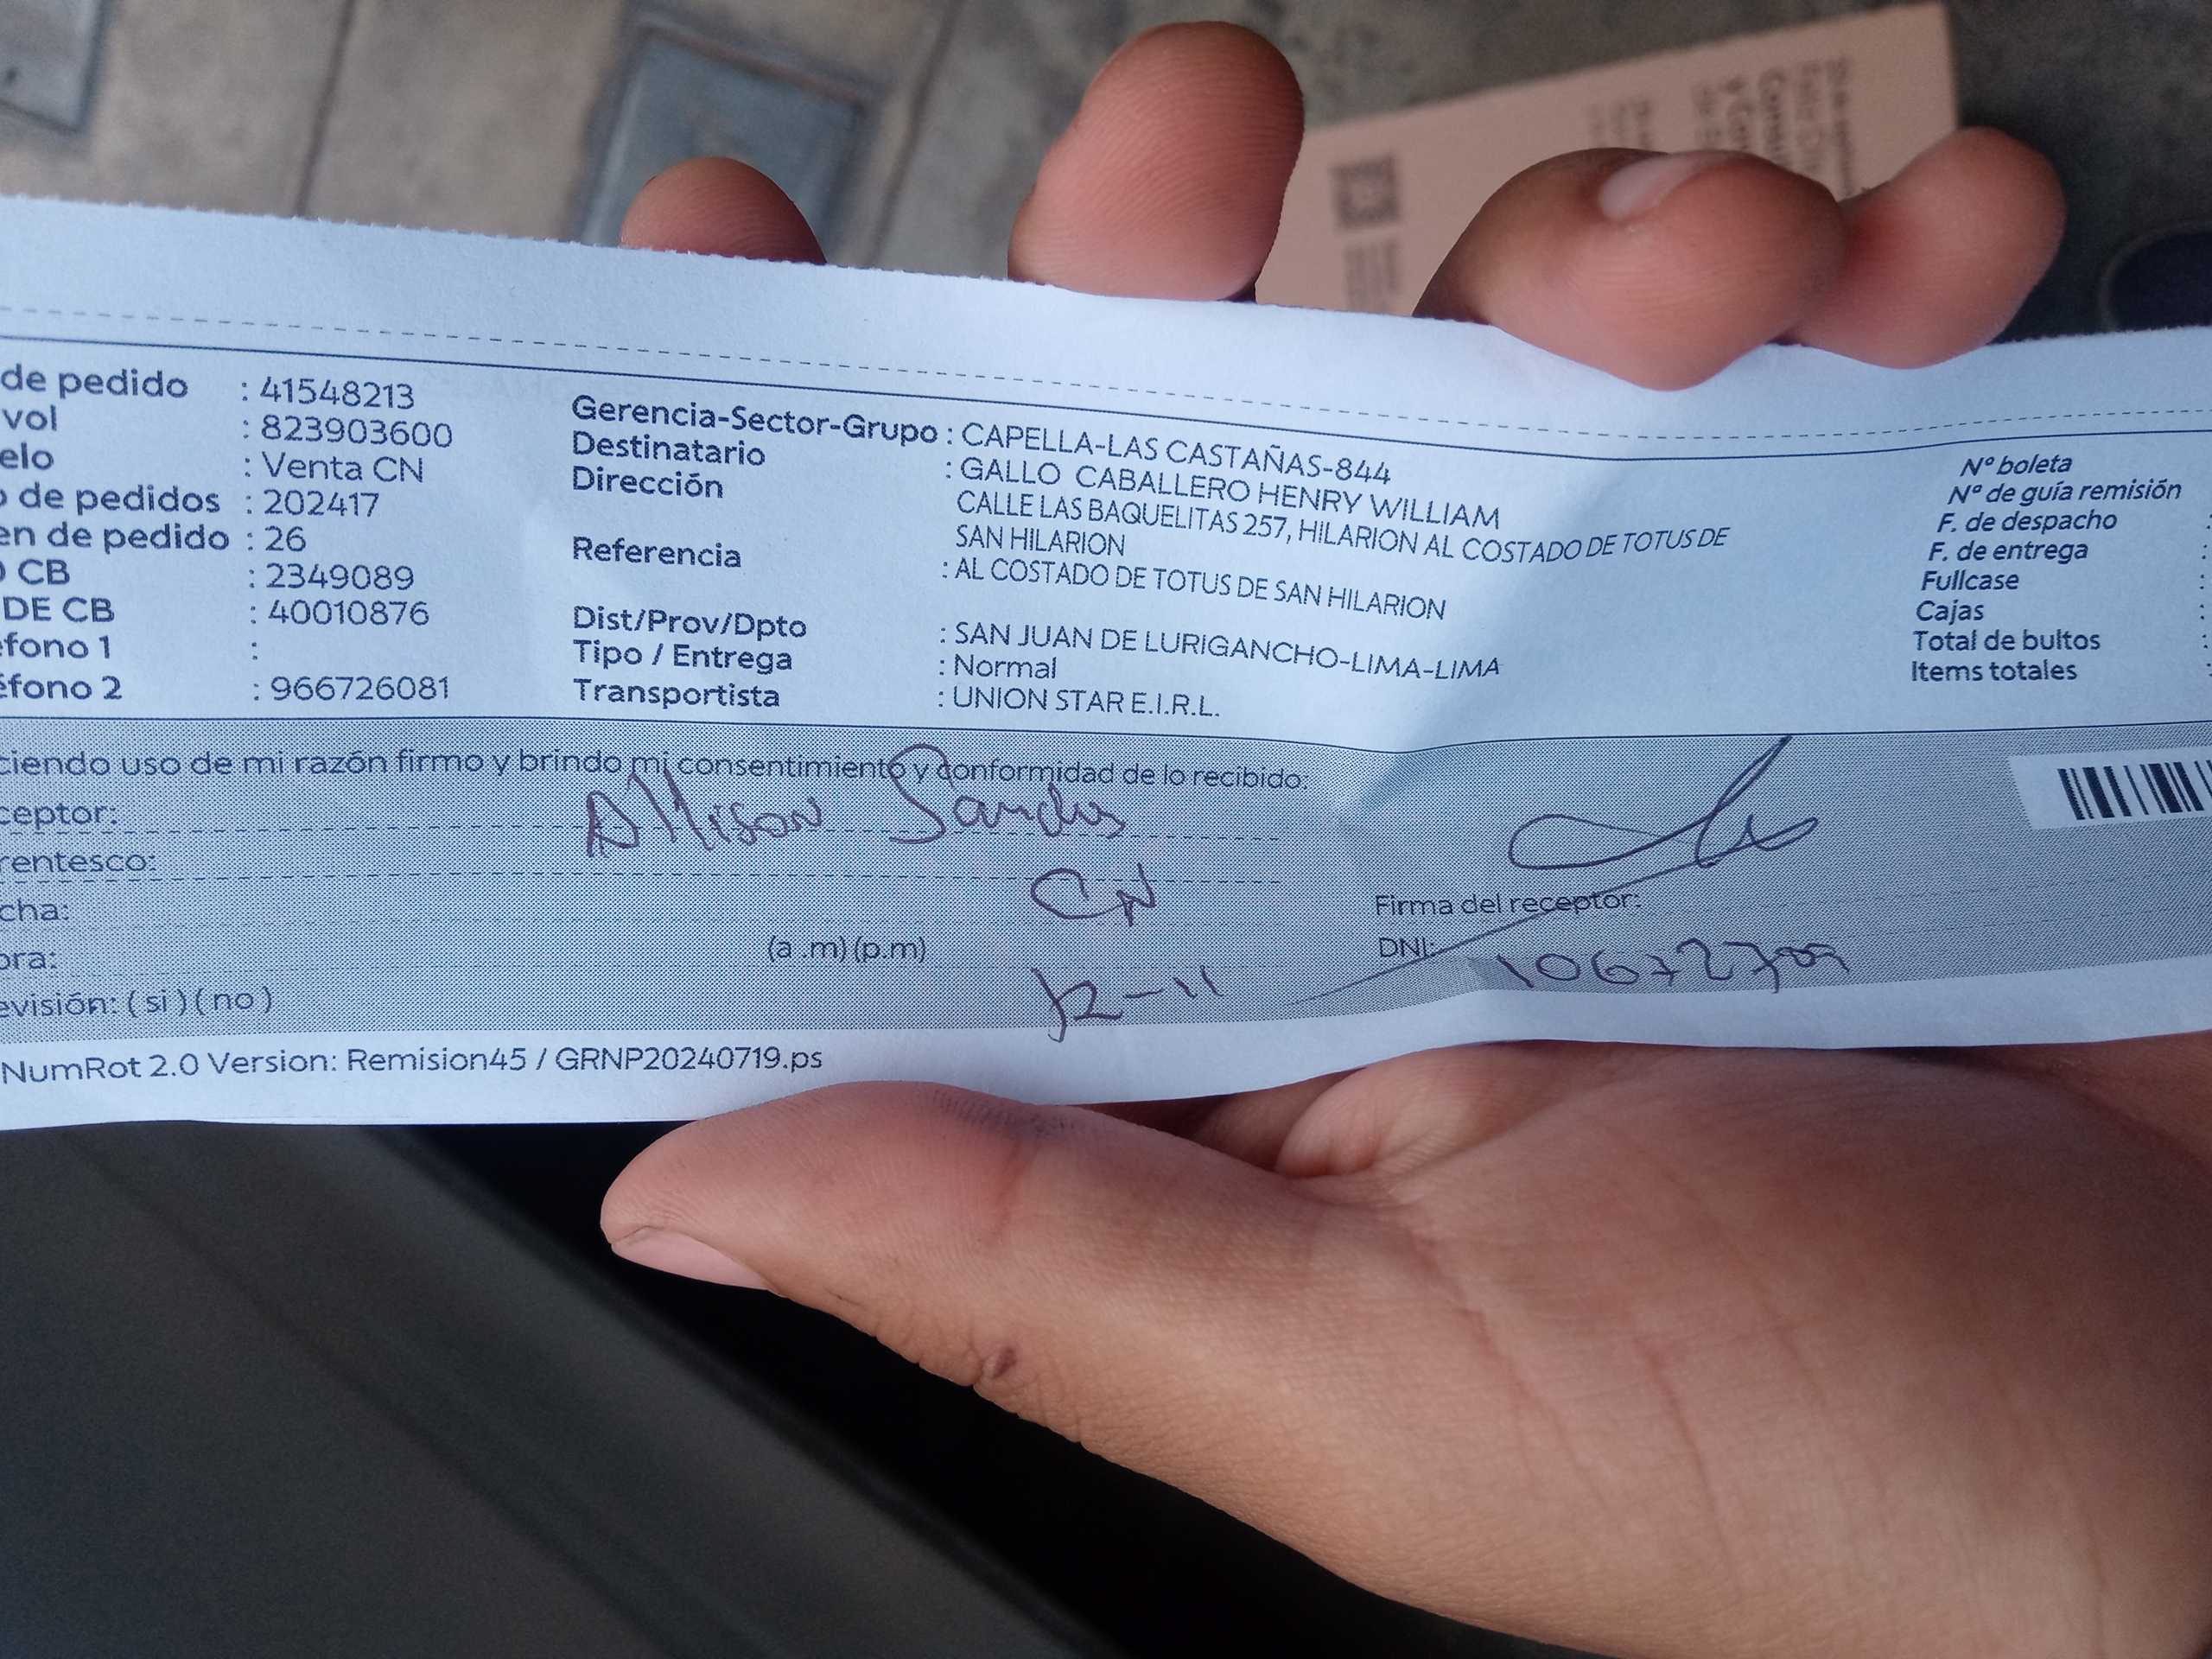 de pedido : 41548213
vol : 823903600
elo : Venta CN
de pedidos : 202417
en de pedido : 26
CB : 2349089
DE CB : 40010876
fono 1 :
éfono 2 : 966726081
Gerencia-Sector-Grupo : CAPELLA-LAS CASTAÑAS-844
Destinatario : GALLO CABALLERO HENRY WILLIAM
Dirección CALLE LAS BAQUELITAS 257, HILARION AL COSTADO DE TOTUS DE
SAN HILARION
Referencia : AL COSTADO DE TOTUS DE SAN HILARION
Dist/Prov/Dpto : SAN JUAN DE LURIGANCHO-LIMA-LIMA
Tipo / Entrega : Normal
Transportista : UNION STAR E.I.R.L.
N° boleta
N° de guía remisión
F. de despacho :
F. de entrega :
Fullcase :
Cajas :
Total de bultos :
Items totales :
ciendo uso de mi razón firmo y brindo mi consentimiento y conformidad de lo recibido:
ceptor: Allison
rentesco: CN
cha: 12-11
ora: (a .m) (p.m)
evisión: ( si ) ( no )
Firma del receptor:
DNI:
NumRot 2.0 Version: Remision45 / GRNP20240719.ps